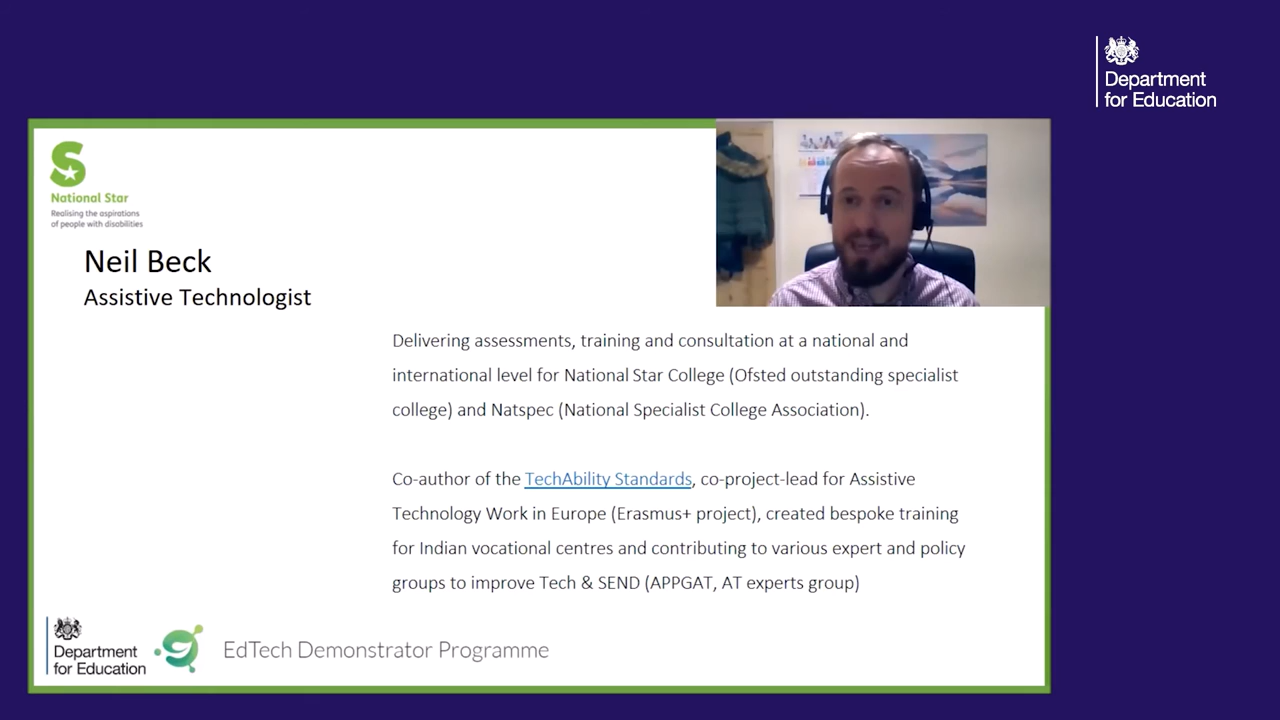 Department
for Education
National Star
Realising the aspirations
of people with disabilities
Neil Beck
Assistive Technologist
Delivering assessments, training and consultation at a national and
international level for National Star College (Ofsted outstanding specialist
college) and Natspec (National Specialist College Association).
Co-author of the TechAbility Standards, co-project-lead for Assistive
Technology Work in Europe (Erasmus+ project), created bespoke training
for Indian vocational centres and contributing to various expert and policy
groups to improve Tech & SEND (APPGAT, AT experts group)
Department
for Education
EdTech Demonstrator Programme